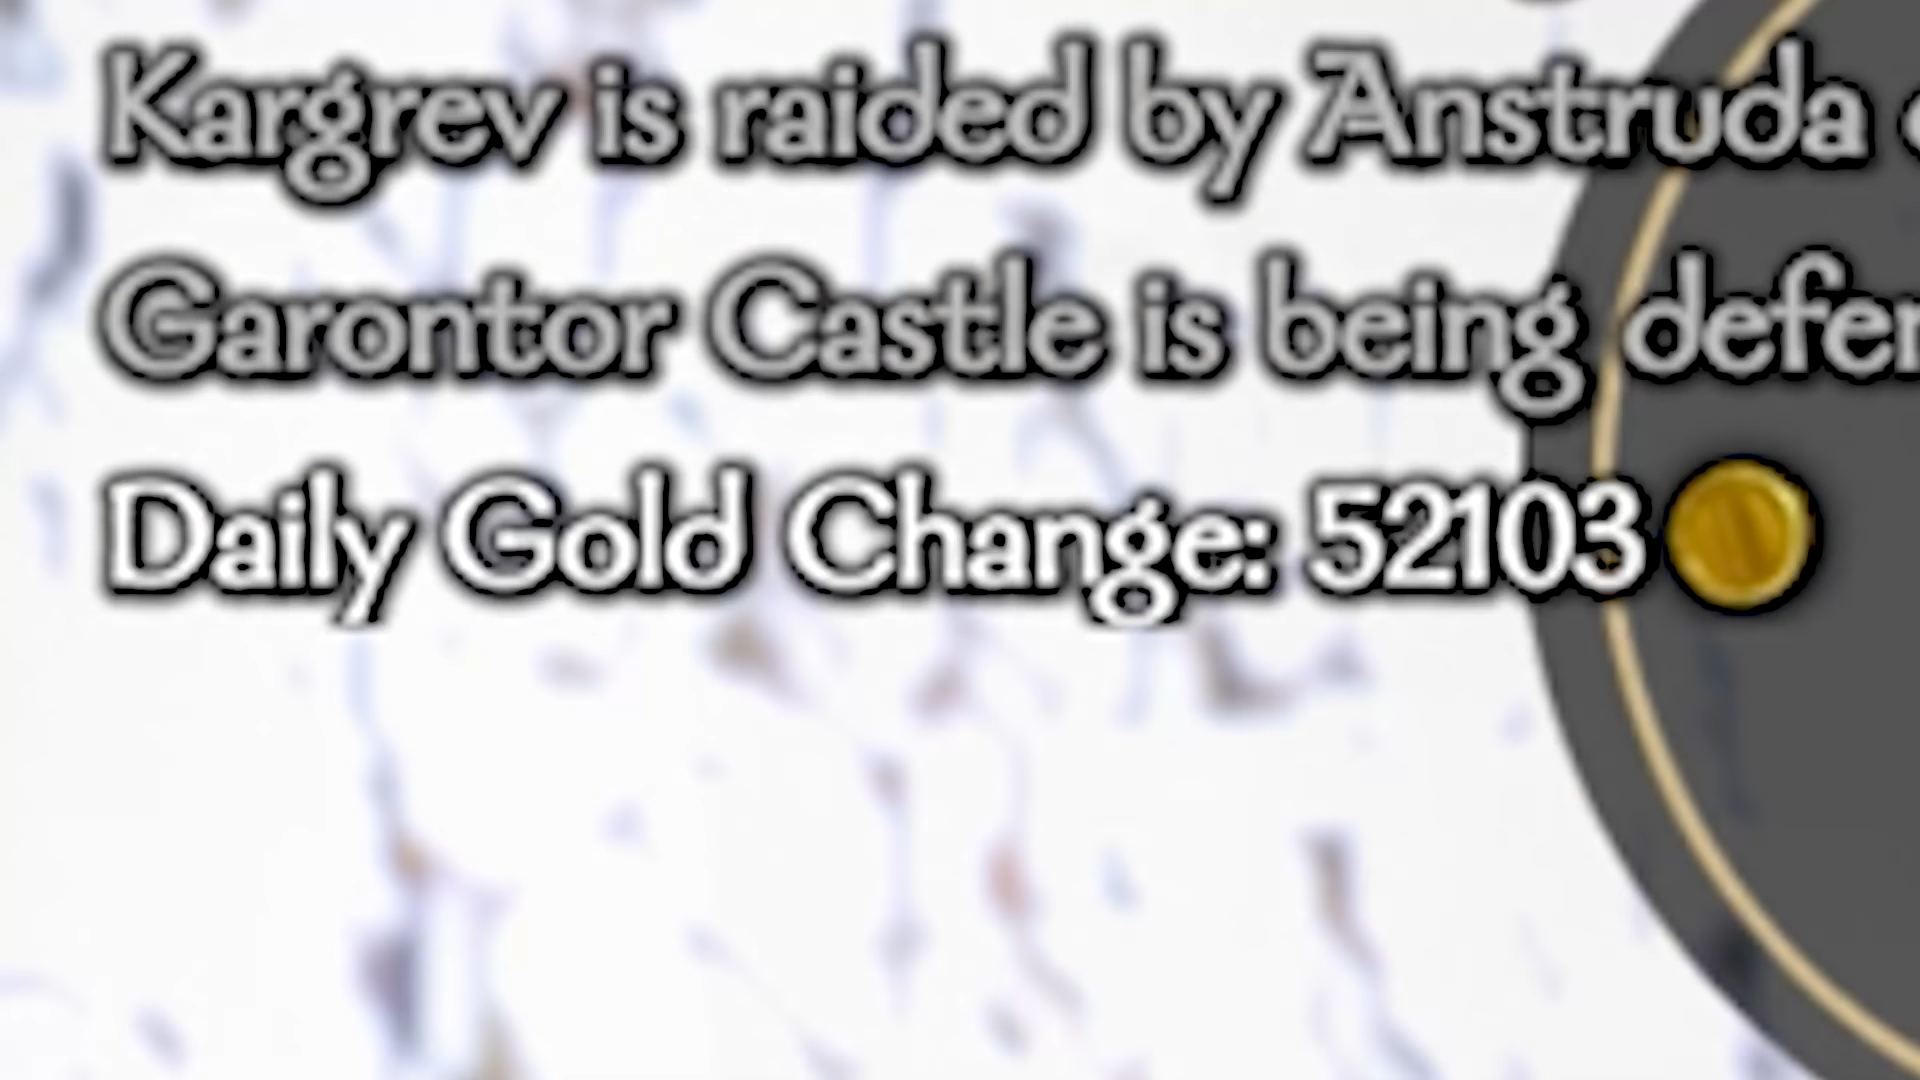 Kargrev is raided by Anstruda
Garontor Castle is being
Daily Gold Change: 52103